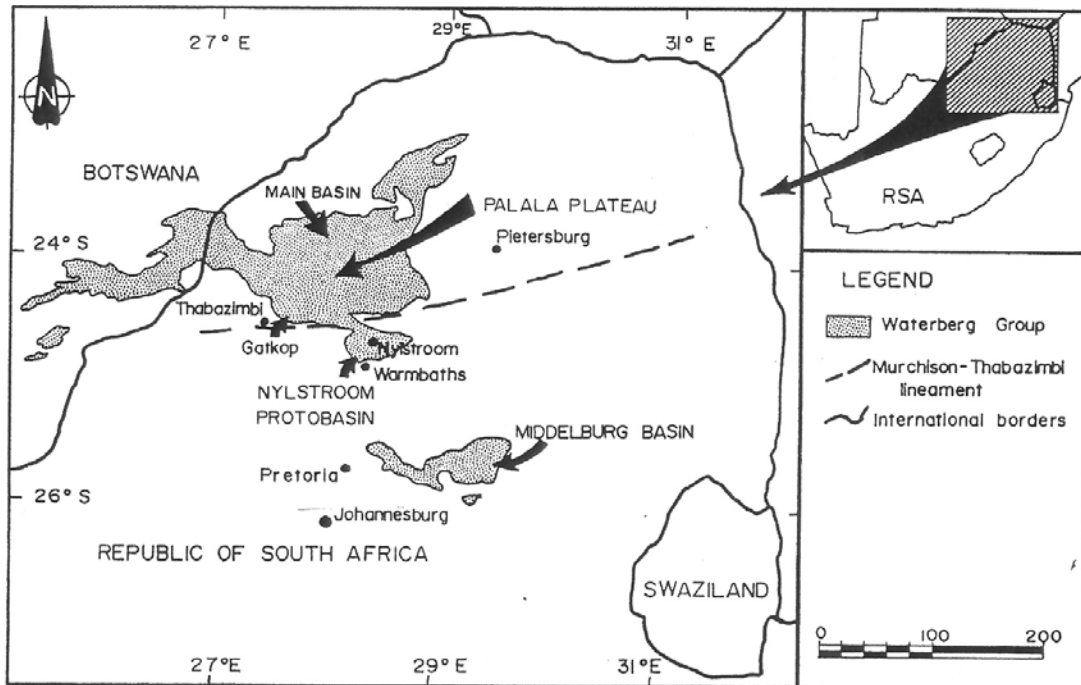 27° E
29° E
31° E
N
BOTSWANA
MAIN BASIN
PALALA PLATEAU
Pietersburg
24° S
Thabazimbi
Gatkop
Nylstroom
Warmbaths
NYLSTROOM
PROTOBASIN
MIDDELBURG BASIN
Pretoria
26° S
Johannesburg
REPUBLIC OF SOUTH AFRICA
SWAZILAND
27° E
29° E
31° E
RSA
LEGEND
Waterberg Group
Murchison-Thabazimbi
lineament
International borders
0 100 200